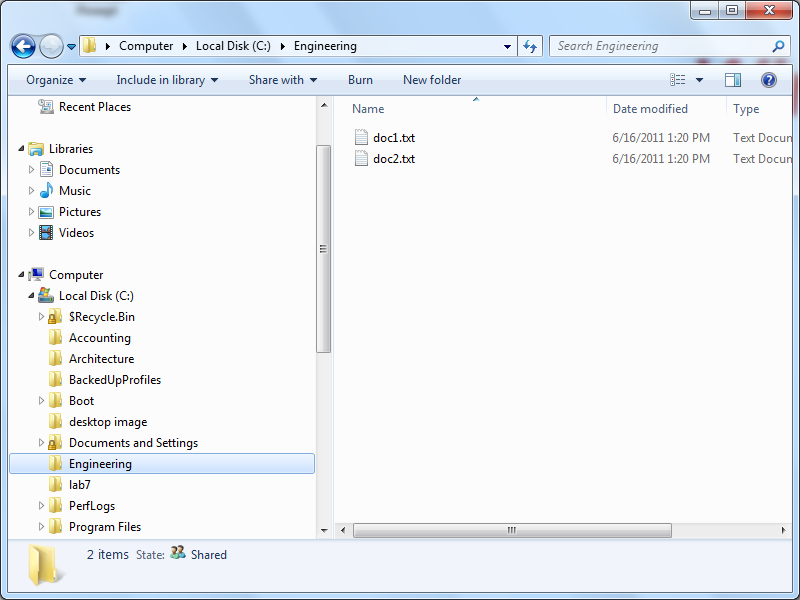 Computer Local Disk (C:) Engineering Search Engineering
Organize Include in library Share with Burn New folder
Recent Places
Libraries
Documents
Music
Pictures
Videos
Computer
Local Disk (C:)
$Recycle.Bin
Accounting
Architecture
BackedUpProfiles
Boot
desktop image
Documents and Settings
Engineering
lab7
PerfLogs
Program Files
Name Date modified Type
doc1.txt 6/16/2011 1:20 PM Text Docum
doc2.txt 6/16/2011 1:20 PM Text Docum
2 items State: Shared